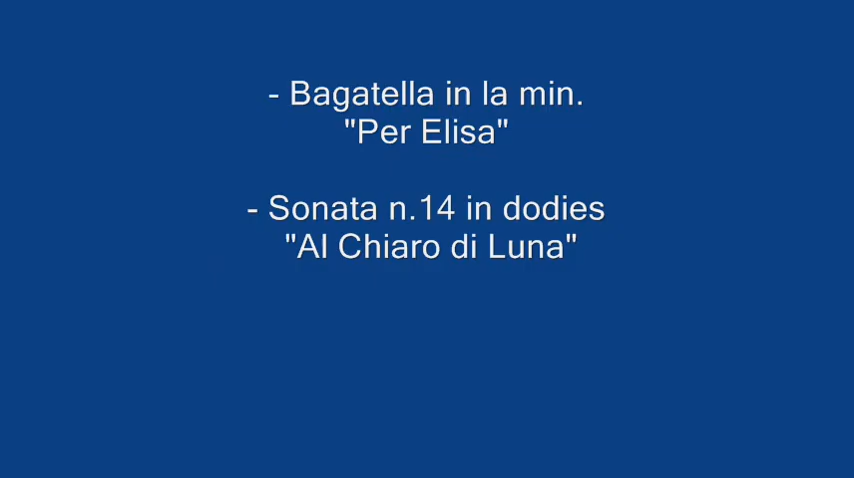 - Bagatella in la min.
"Per Elisa"
- Sonata n.14 in dodies
"Al Chiaro di Luna"